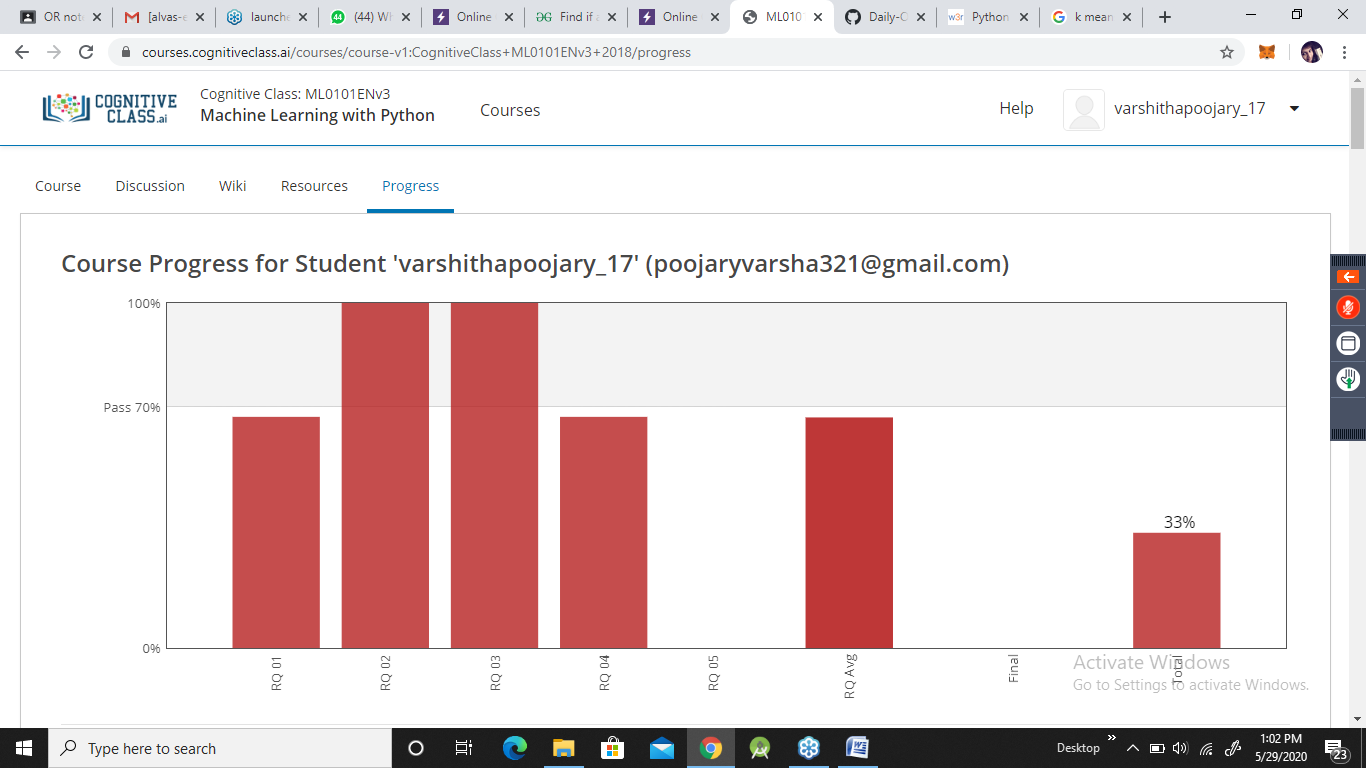 OR not
M [alvas-e
launche
(44) Wh
Online
Find if a
Online
ML010
Daily-C
w3r Python
k mean
courses.cognitiveclass.ai/courses/course-v1:CognitiveClass+ML0101ENv3+2018/progress
COGNITIVE
CLASS.ai
Cognitive Class: ML0101ENv3
Machine Learning with Python
Courses
Help
varshithapoojary_17
Course
Discussion
Wiki
Resources
Progress
Course Progress for Student 'varshithapoojary_17' (poojaryvarsha321@gmail.com)
100%
Pass 70%
0%
33%
RQ 01
RQ 02
RQ 03
RQ 04
RQ 05
RQ Avg
Final
Total
Activate Windows
Go to Settings to activate Windows.
Type here to search
Desktop
1:02 PM
5/29/2020
23